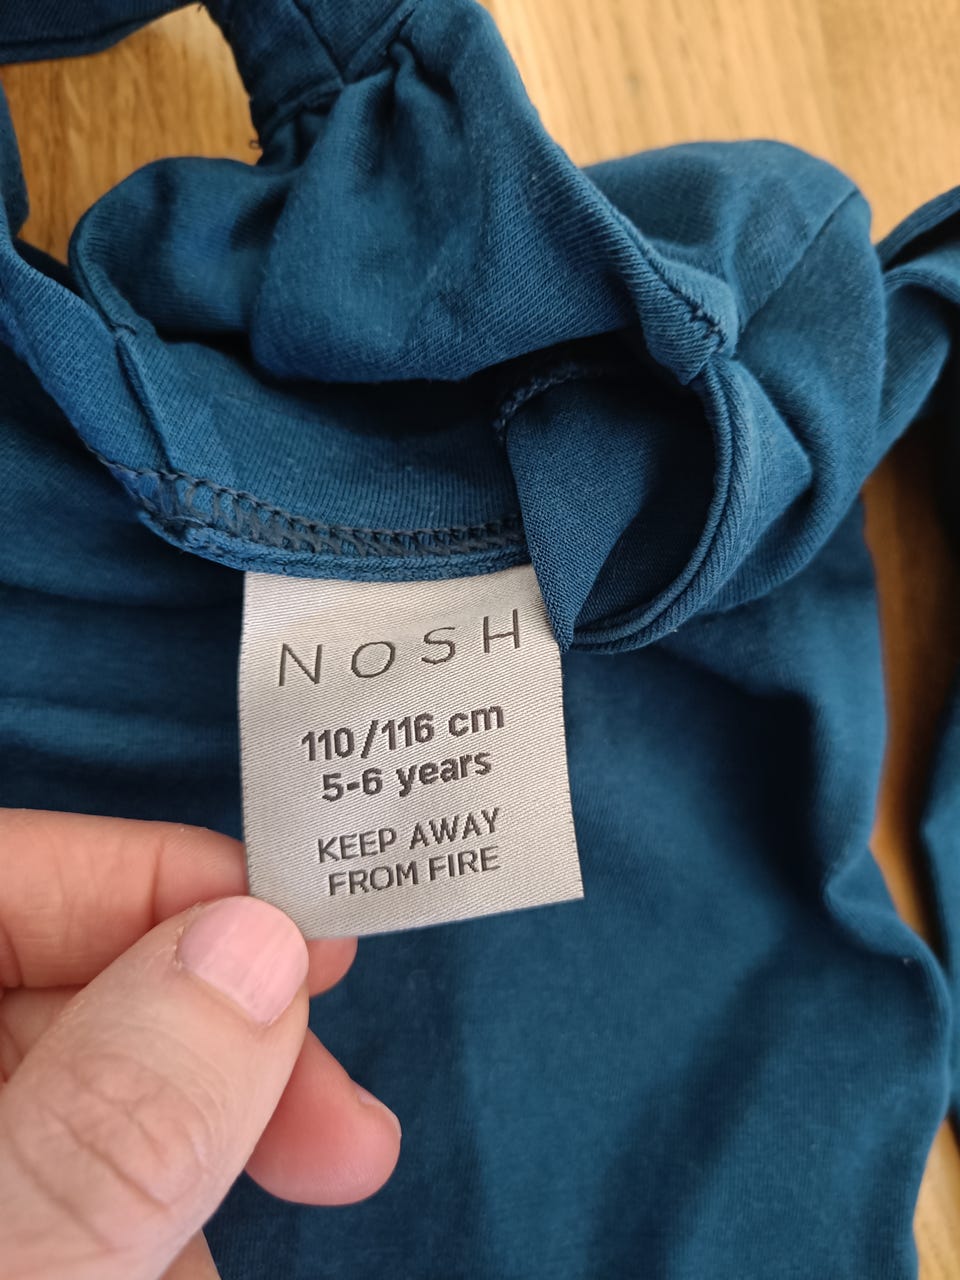 NOSH
110/116 cm
5-6 years
KEEP AWAY
FROM FIRE